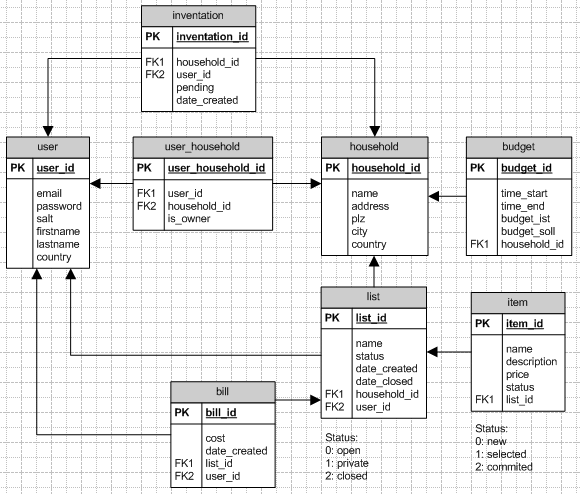 inventation
PK inventation_id
FK1 household_id
FK2 user_id
pending
date_created
user
PK user_id
email
password
salt
firstname
lastname
country
user_household
PK user_household_id
FK1 user_id
FK2 household_id
is_owner
household
PK household_id
name
address
plz
city
country
budget
PK budget_id
time_start
time_end
budget_ist
budget_soll
FK1 household_id
list
PK list_id
name
status
date_created
date_closed
FK1 household_id
FK2 user_id
item
PK item_id
name
description
price
status
FK1 list_id
bill
PK bill_id
cost
date_created
FK1 list_id
FK2 user_id
Status:
0: open
1: private
2: closed
Status:
0: new
1: selected
2: commited